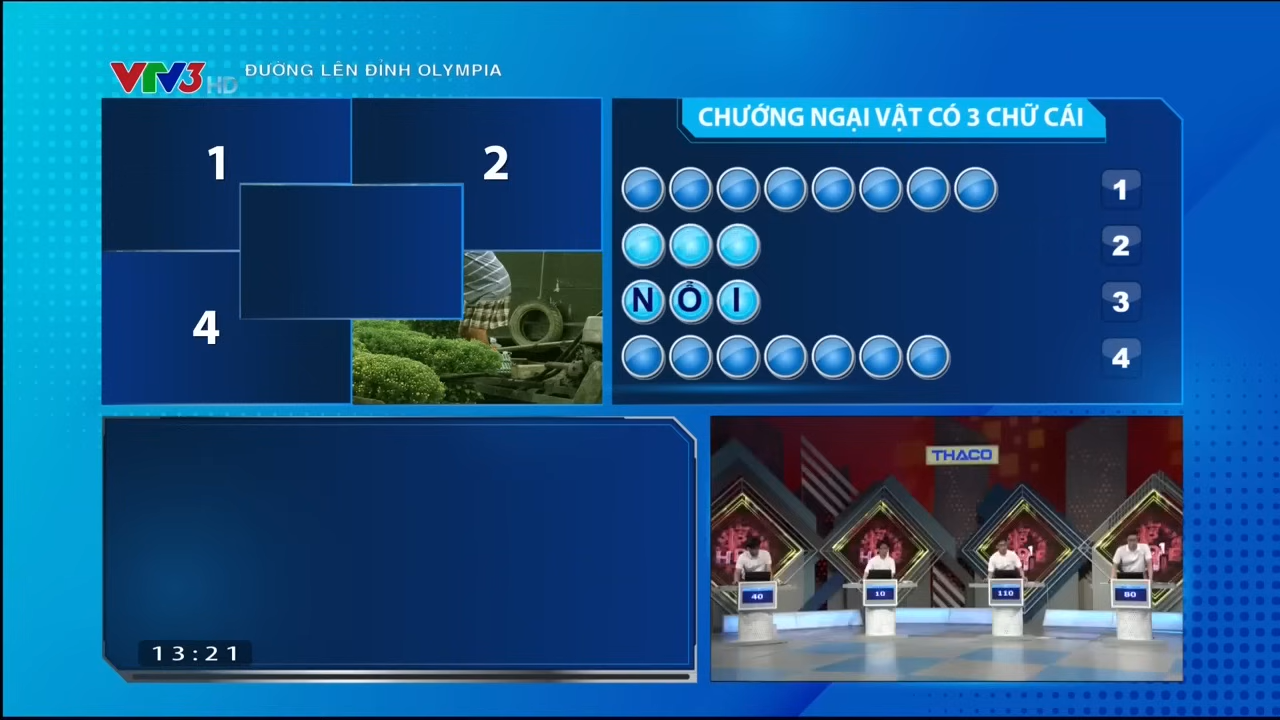 VTV3 HD
ĐƯỜNG LÊN ĐỈNH OLYMPIA
1
2
4
CHƯỚNG NGẠI VẬT CÓ 3 CHỮ CÁI
1
2
NỒI 3
4
13:21
THACO
40
10
110
80